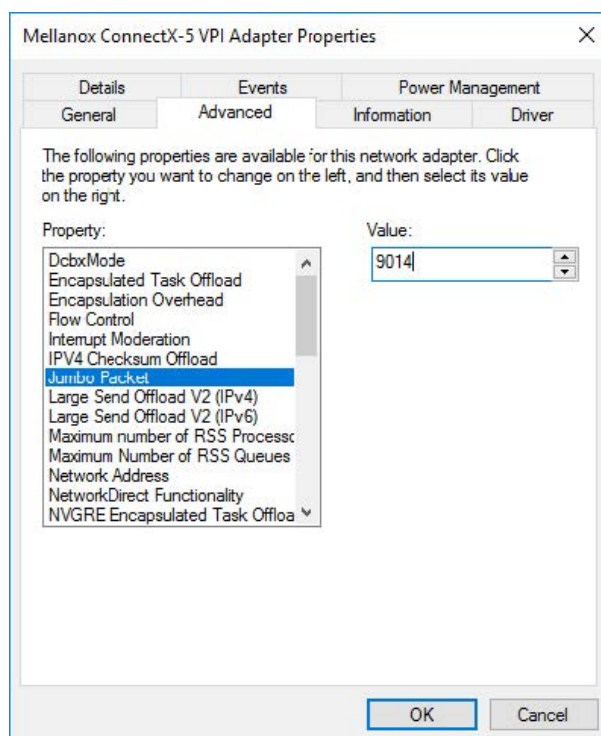 Mellanox ConnectX-5 VPI Adapter Properties
Details Events Power Management
General Advanced Information Driver
The following properties are available for this network adapter. Click
the property you want to change on the left, and then select its value
on the right.
Property:
Value:
DcbxMode
9014
Encapsulated Task Offload
Encapsulation Overhead
Flow Control
Interrupt Moderation
IPV4 Checksum Offload
Jumbo Packet
Large Send Offload V2 (IPv4)
Large Send Offload V2 (IPv6)
Maximum number of RSS Processo
Maximum Number of RSS Queues
Network Address
NetworkDirect Functionality
NVGRE Encapsulated Task Offloa
OK Cancel